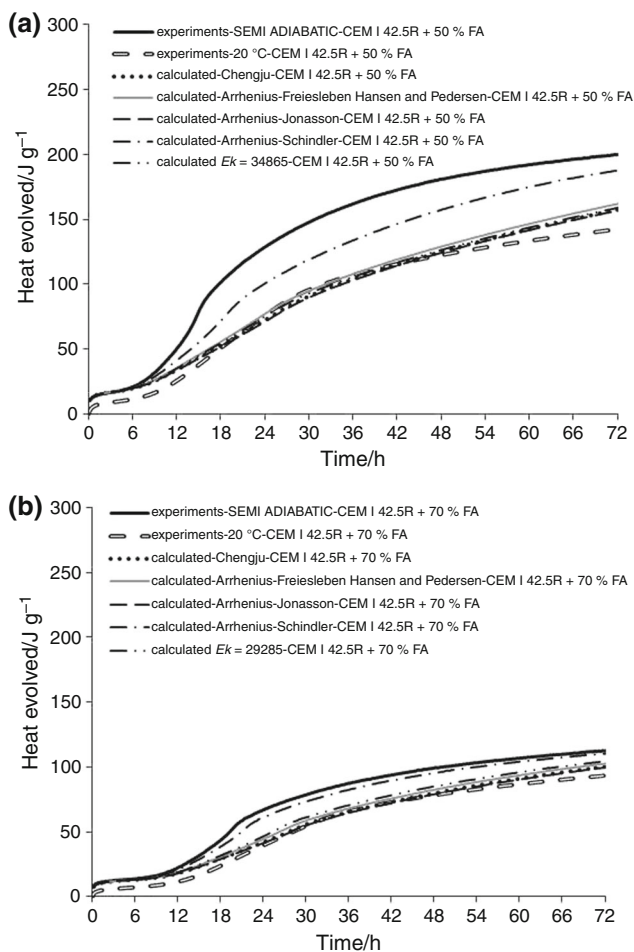 (a)
300
250
200
150
100
50
0
Heat evolved/J g–1
experiments-SEMI ADIABATIC-CEM I 42.5R + 50 % FA
experiments-20 °C-CEM I 42.5R + 50 % FA
calculated-Chengju-CEM I 42.5R + 50 % FA
calculated-Arrhenius-Freiesleben Hansen and Pedersen-CEM I 42.5R + 50 % FA
calculated-Arrhenius-Jonasson-CEM I 42.5R + 50 % FA
calculated-Arrhenius-Schindler-CEM I 42.5R + 50 % FA
calculated Ek = 34865-CEM I 42.5R + 50 % FA
0 6 12 18 24 30 36 42 48 54 60 66 72
Time/h
(b)
300
250
200
150
100
50
0
Heat evolved/J g–1
experiments-SEMI ADIABATIC-CEM I 42.5R + 70 % FA
experiments-20 °C-CEM I 42.5R + 70 % FA
calculated-Chengju-CEM I 42.5R + 70 % FA
calculated-Arrhenius-Freiesleben Hansen and Pedersen-CEM I 42.5R + 70 % FA
calculated-Arrhenius-Jonasson-CEM I 42.5R + 70 % FA
calculated-Arrhenius-Schindler-CEM I 42.5R + 70 % FA
calculated Ek = 29285-CEM I 42.5R + 70 % FA
0 6 12 18 24 30 36 42 48 54 60 66 72
Time/h